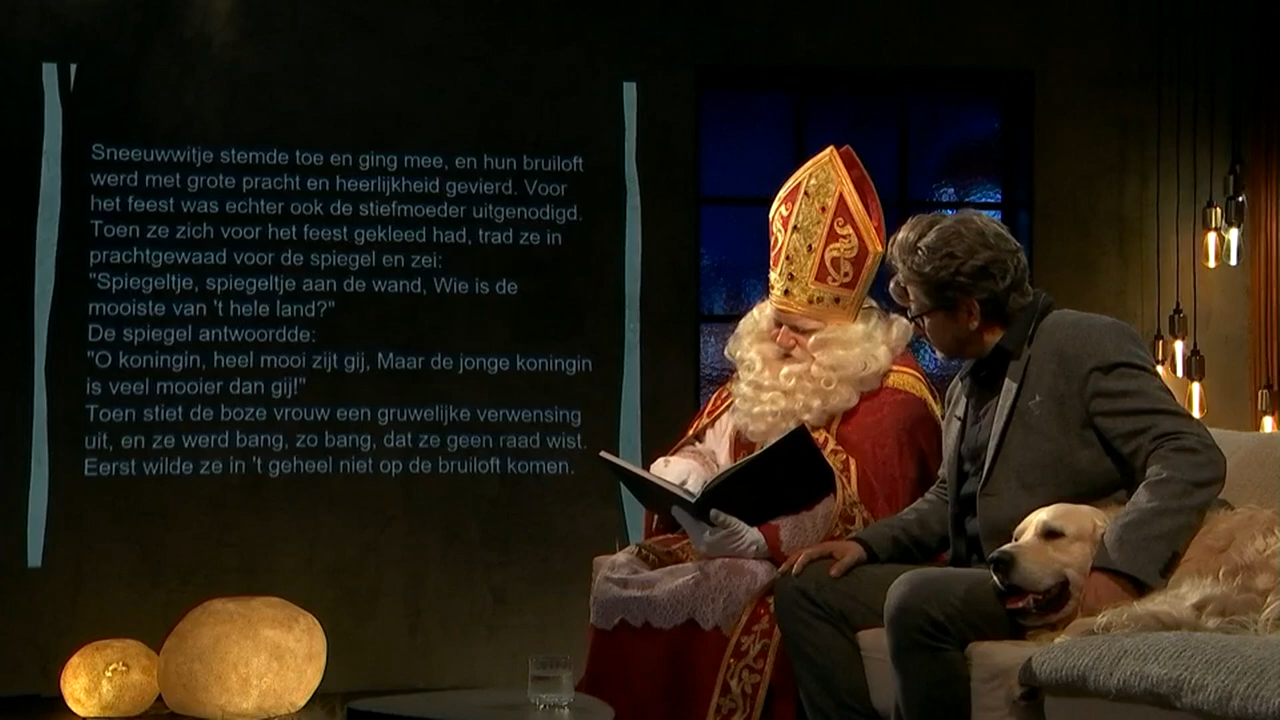 Sneeuwwitje stemde toe en ging mee, en hun bruiloft
werd met grote pracht en heerlijkheid gevierd. Voor
het feest was echter ook de stiefmoeder uitgenodigd.
Toen ze zich voor het feest gekleed had, trad ze in
prachtgewaad voor de spiegel en zei:
"Spiegeltje, spiegeltje aan de wand, Wie is de
mooiste van 't hele land?"
De spiegel antwoordde:
"O koningin, heel mooi zijt gij, Maar de jonge koningin
is veel mooier dan gij!"
Toen stiet de boze vrouw een gruwelijke verwensing
uit, en ze werd bang, zo bang, dat ze geen raad wist.
Eerst wilde ze in 't geheel niet op de bruiloft komen.